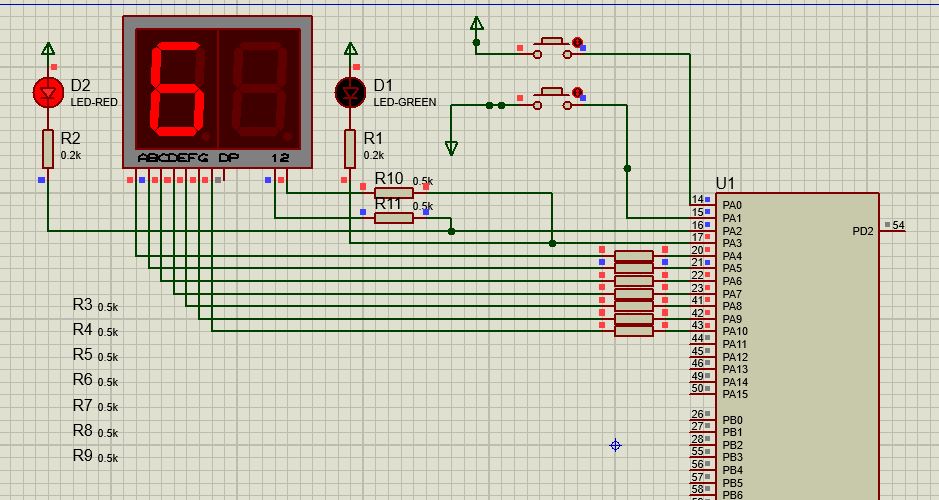 D2
LED-RED
R2
0.2k
ABCDEFG DP 12
D1
LED-GREEN
R1
0.2k
R10 0.5k
R11 0.5k
U1
14 PA0
15 PA1
16 PA2
17 PA3
20 PA4
21 PA5
22 PA6
23 PA7
41 PA8
42 PA9
43 PA10
44 PA11
45 PA12
46 PA13
49 PA14
50 PA15
26 PB0
27 PB1
28 PB2
55 PB3
56 PB4
57 PB5
58 PB6
PD2 54
R3 0.5k
R4 0.5k
R5 0.5k
R6 0.5k
R7 0.5k
R8 0.5k
R9 0.5k
6